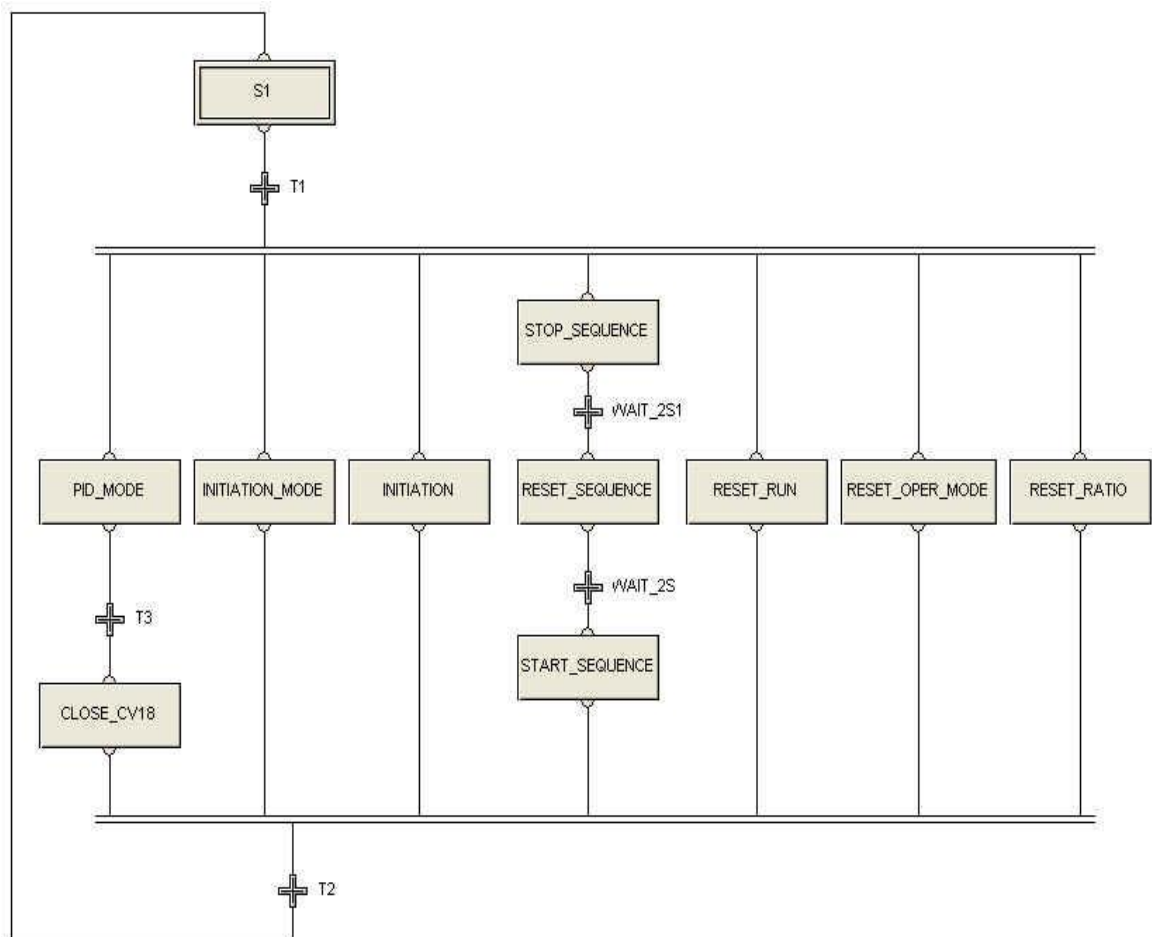 S1
T1
STOP_SEQUENCE
WAIT_2S1
PID_MODE
INITIATION_MODE
INITIATION
RESET_SEQUENCE
RESET_RUN
RESET_OPER_MODE
RESET_RATIO
WAIT_2S
T3
START_SEQUENCE
CLOSE_CV18
T2